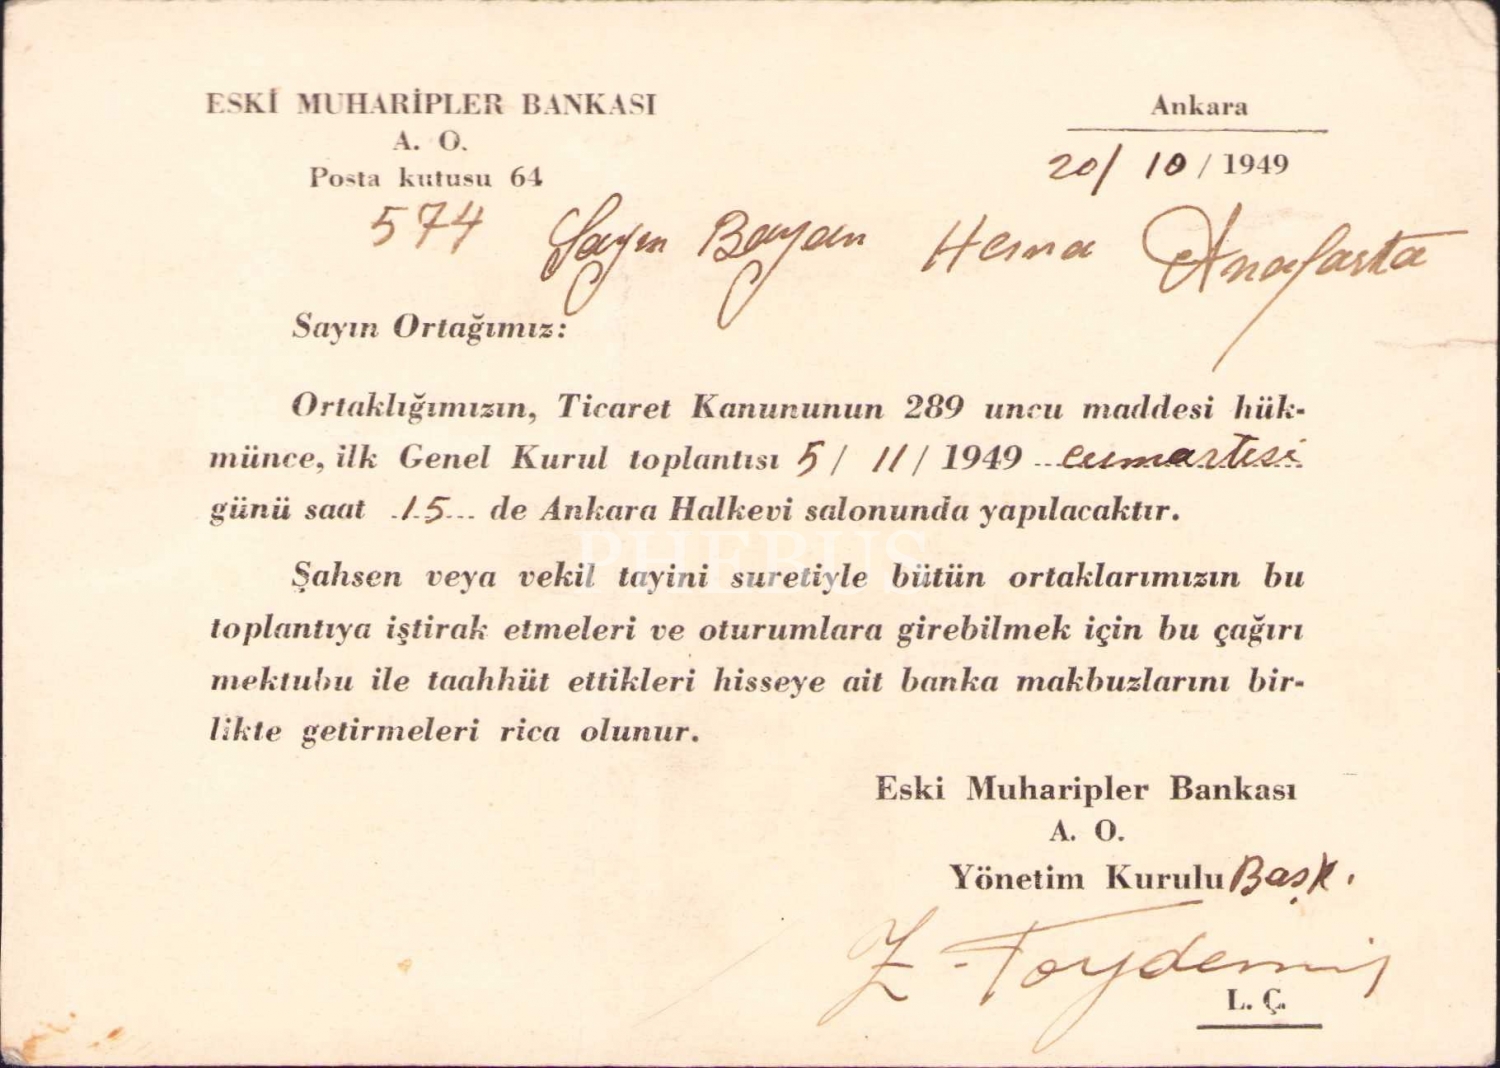 ESKİ MUHARİPLER BANKASI
A. O.
Posta kutusu 64
Ankara
20/ 10 / 1949
574 Sayın Bayan Hesna Anafarta
Sayın Ortağımız:
Ortaklığımızın, Ticaret Kanununun 289 uncu maddesi hük-
münce, ilk Genel Kurul toplantısı 5/ 11/ 1949 cumartesi
günü saat 15 de Ankara Halkevi salonunda yapılacaktır.
PHEBUS
Şahsen veya vekil tayini suretiyle bütün ortaklarımızın bu
toplantıya iştirak etmeleri ve oturumlara girebilmek için bu çağırı
mektubu ile taahhüt ettikleri hisseye ait banka makbuzlarını bir-
likte getirmeleri rica olunur.
Eski Muharipler Bankası
A. O.
Yönetim Kurulu Başk.
Z. Toydemir
L. Ç.